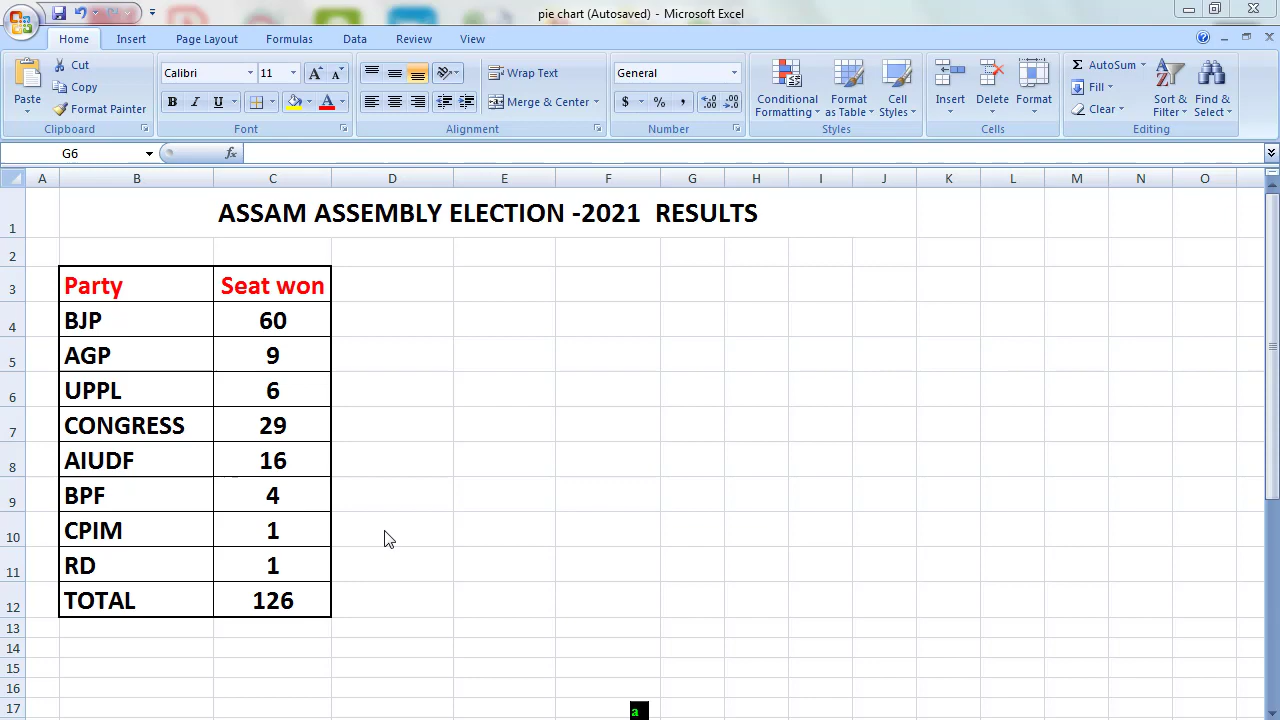 pie chart (Autosaved) - Microsoft Excel
Home Insert Page Layout Formulas Data Review View
Paste Cut Copy Format Painter
Calibri 11 General
B I U
Wrap Text
Merge & Center
$ % ,
Conditional Formatting Format as Table Cell Styles
Insert Delete Format
Σ AutoSum Fill Clear
Sort & Filter Find & Select
Clipboard Font Alignment Number Styles Cells Editing
G6 fx
A B C D E F G H I J K L M N O
1 ASSAM ASSEMBLY ELECTION -2021 RESULTS
2
3 Party Seat won
4 BJP 60
5 AGP 9
6 UPPL 6
7 CONGRESS 29
8 AIUDF 16
9 BPF 4
10 CPIM 1
11 RD 1
12 TOTAL 126
13
14
15
16
17
a